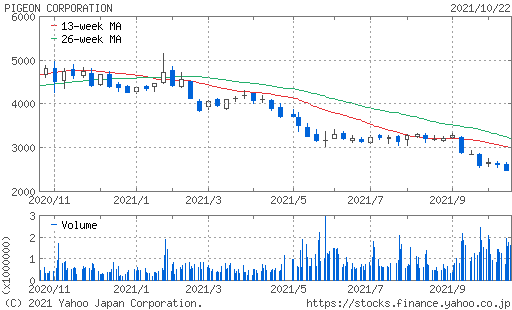 PIGEON CORPORATION 2021/10/22
6000
13-week MA
26-week MA
5000
4000
3000
2000
2020/11 2021/1 2021/3 2021/5 2021/7 2021/9
3
Volume
2
1
0
(x1000000)
2020/11 2021/1 2021/3 2021/5 2021/7 2021/9
(C) 2021 Yahoo Japan Corporation. https://stocks.finance.yahoo.co.jp